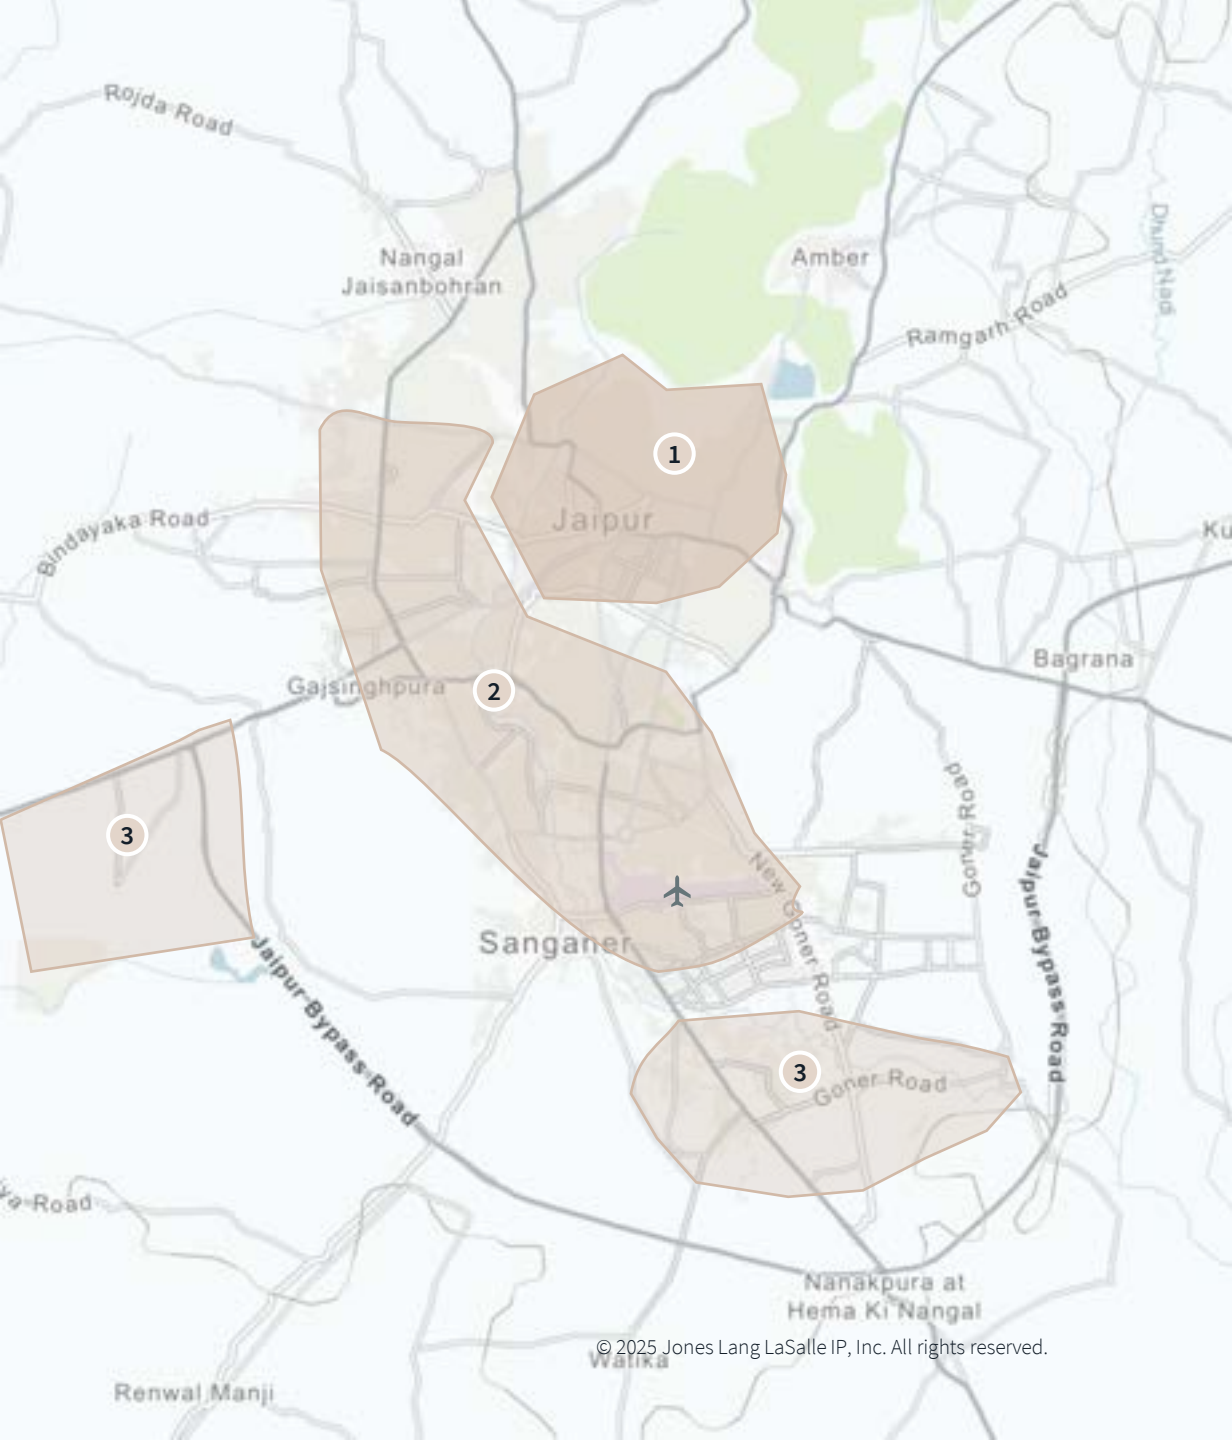 Rojda Road
Dhund Nadi
Nangal
Jaisanbohran
Amber
Ramgarh Road
1
Jaipur
Bindayaka Road
Ku
Bagrana
Gajsinghpura
2
3
Goner Road
Jaipur Bypass Road
New Goner Road
Sanganer
Jaipur Bypass Road
3
Goner Road
ya Road
Nanakpura at
Hema Ki Nangal
© 2025 Jones Lang LaSalle IP, Inc. All rights reserved.
Watika
Renwal Manji